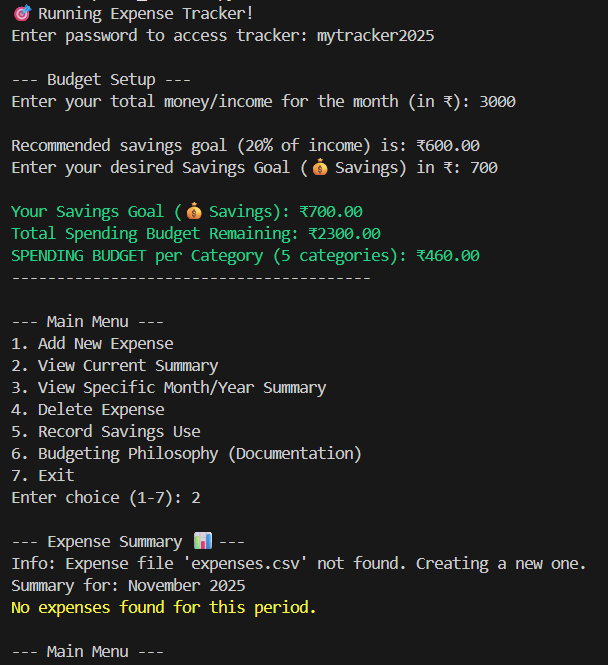 🎯 Running Expense Tracker!
Enter password to access tracker: mytracker2025
--- Budget Setup ---
Enter your total money/income for the month (in ₹): 3000
Recommended savings goal (20% of income) is: ₹600.00
Enter your desired Savings Goal (💰 Savings) in ₹: 700
Your Savings Goal (💰 Savings): ₹700.00
Total Spending Budget Remaining: ₹2300.00
SPENDING BUDGET per Category (5 categories): ₹460.00
----------------------------------------
--- Main Menu ---
1. Add New Expense
2. View Current Summary
3. View Specific Month/Year Summary
4. Delete Expense
5. Record Savings Use
6. Budgeting Philosophy (Documentation)
7. Exit
Enter choice (1-7): 2
--- Expense Summary 📊 ---
Info: Expense file 'expenses.csv' not found. Creating a new one.
Summary for: November 2025
No expenses found for this period.
--- Main Menu ---